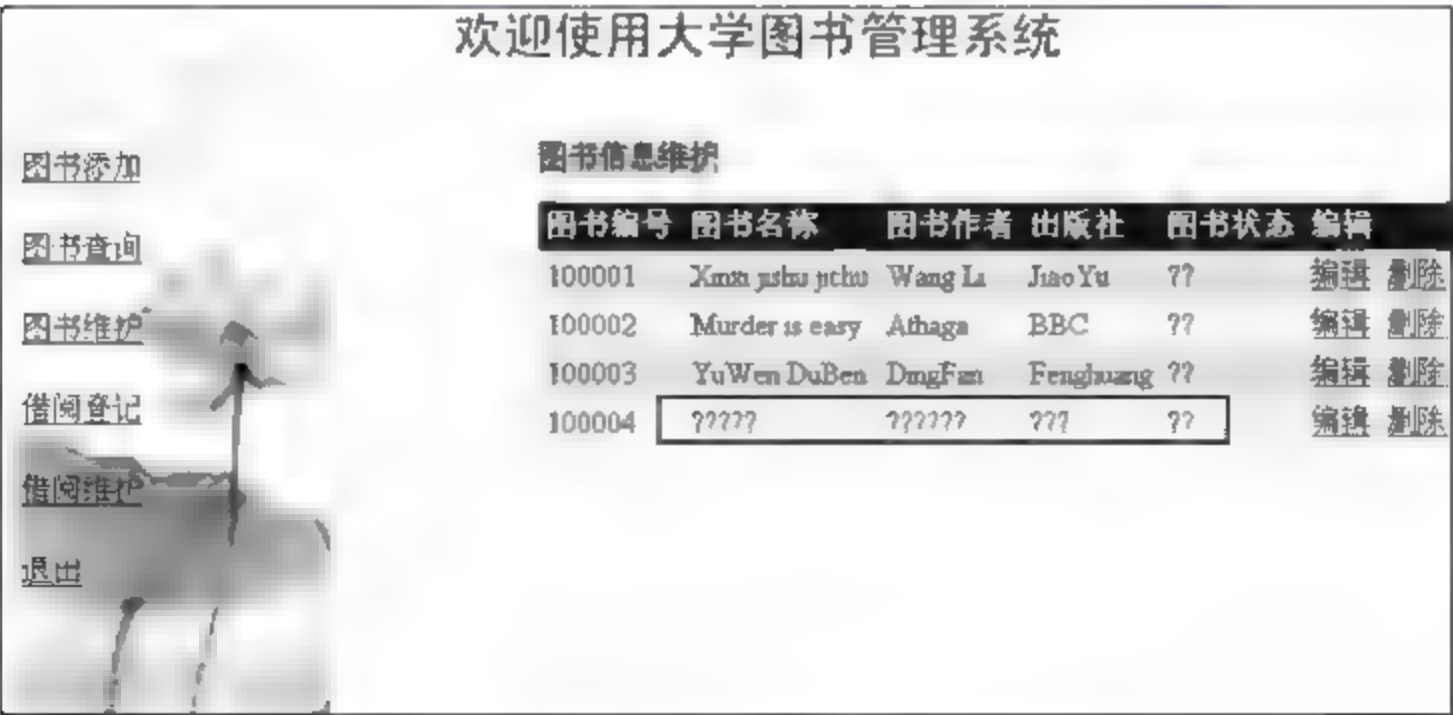 欢迎使用大学图书管理系统
图书添加
图书查询
图书维护
借阅登记
借阅维护
退出
图书信息维护
图书编号 图书名称 图书作者 出版社 图书状态 编辑
100001 Wang Li JiaoYu ?? 编辑 删除
100002 Murder is easy Athaga BBC ?? 编辑 删除
100003 YuWen DuBen DingFan Fenghuang ?? 编辑 删除
100004 ????? ?????? ??? ?? 编辑 删除